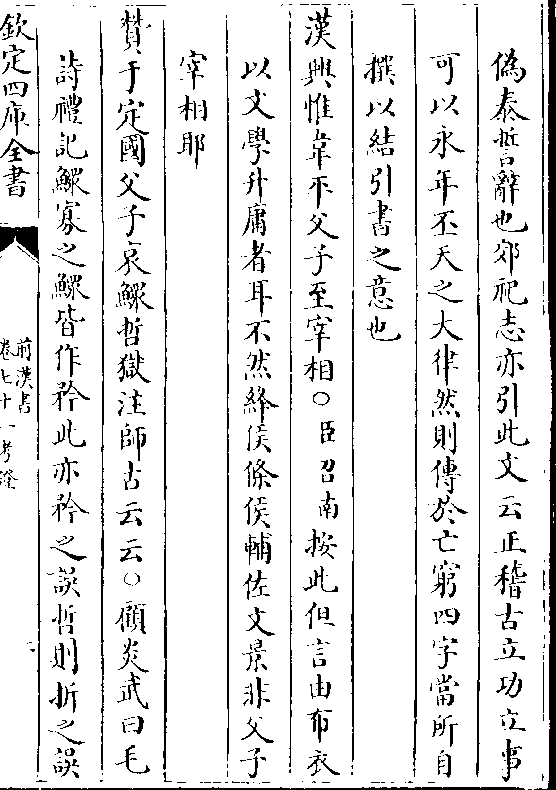 偽泰誓辭也郊祀志亦引此文云正稽古立功立事
可以永年丕天之大律然則傳於亡窮四字當所自
撰以結引書之意也
漢興惟韋平父子至宰相○臣召南按此但言由布衣
以文學升庸者耳不然絳侯條侯輔佐文景非父子
宰相耶
贊于定國父子哀鰥哲獄注師古云云○顧炎武曰毛
詩禮記鰥寡之鰥皆作矜此亦矜之誤哲則折之誤
欽定四庫全書
前漢書
卷七十一考證